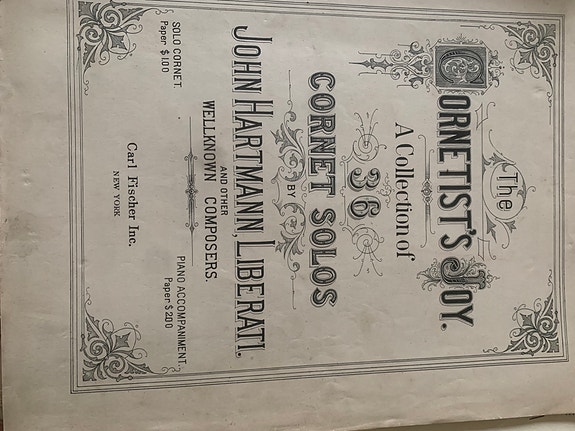 The
CORNETIST'S JOY.
A Collection of
36
CORNET SOLOS
BY
JOHN HARTMANN, LIBERATI.
AND OTHER
WELLKNOWN COMPOSERS.
SOLO CORNET.
Paper $1.00
PIANO ACCOMPANIMENT.
Paper $2.00
Carl Fischer Inc.
NEW YORK